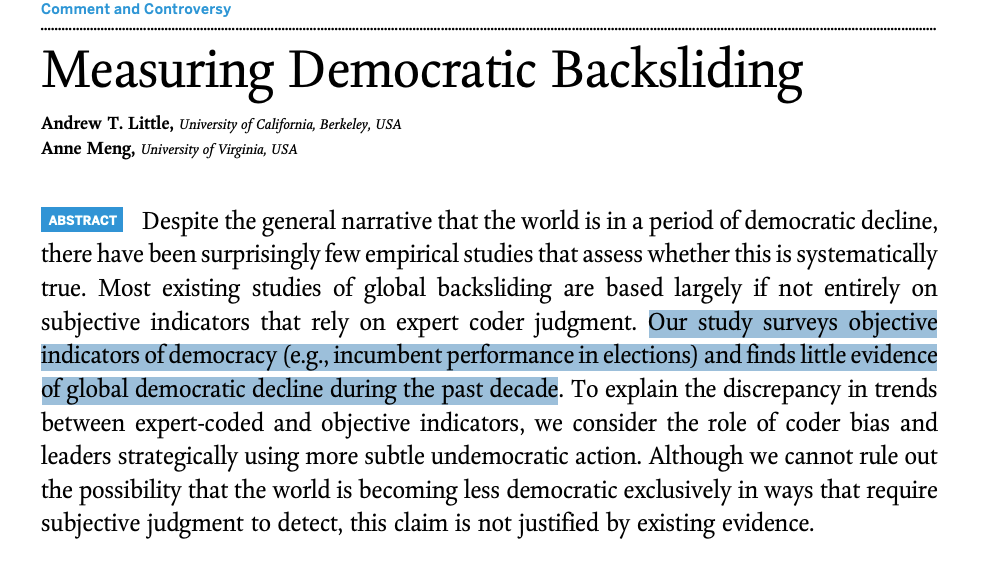 Comment and Controversy
Measuring Democratic Backsliding
Andrew T. Little, University of California, Berkeley, USA
Anne Meng, University of Virginia, USA
ABSTRACT Despite the general narrative that the world is in a period of democratic decline,
there have been surprisingly few empirical studies that assess whether this is systematically
true. Most existing studies of global backsliding are based largely if not entirely on
subjective indicators that rely on expert coder judgment. Our study surveys objective
indicators of democracy (e.g., incumbent performance in elections) and finds little evidence
of global democratic decline during the past decade. To explain the discrepancy in trends
between expert-coded and objective indicators, we consider the role of coder bias and
leaders strategically using more subtle undemocratic action. Although we cannot rule out
the possibility that the world is becoming less democratic exclusively in ways that require
subjective judgment to detect, this claim is not justified by existing evidence.